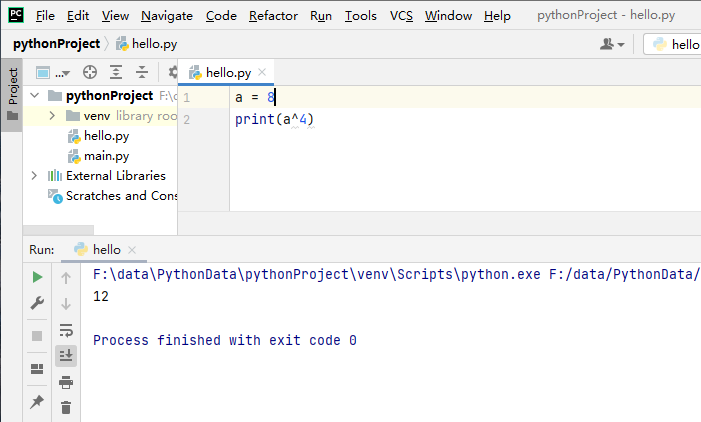 PC File Edit View Navigate Code Refactor Run Tools VCS Window Help pythonProject - hello.py
pythonProject hello.py hello
Project
...
hello.py
pythonProject F:\d
venv library roo
hello.py
main.py
External Libraries
Scratches and Cons
1 a = 8
2 print(a^4)
Run: hello
F:\data\PythonData\pythonProject\venv\Scripts\python.exe F:/data/PythonData/
12
Process finished with exit code 0